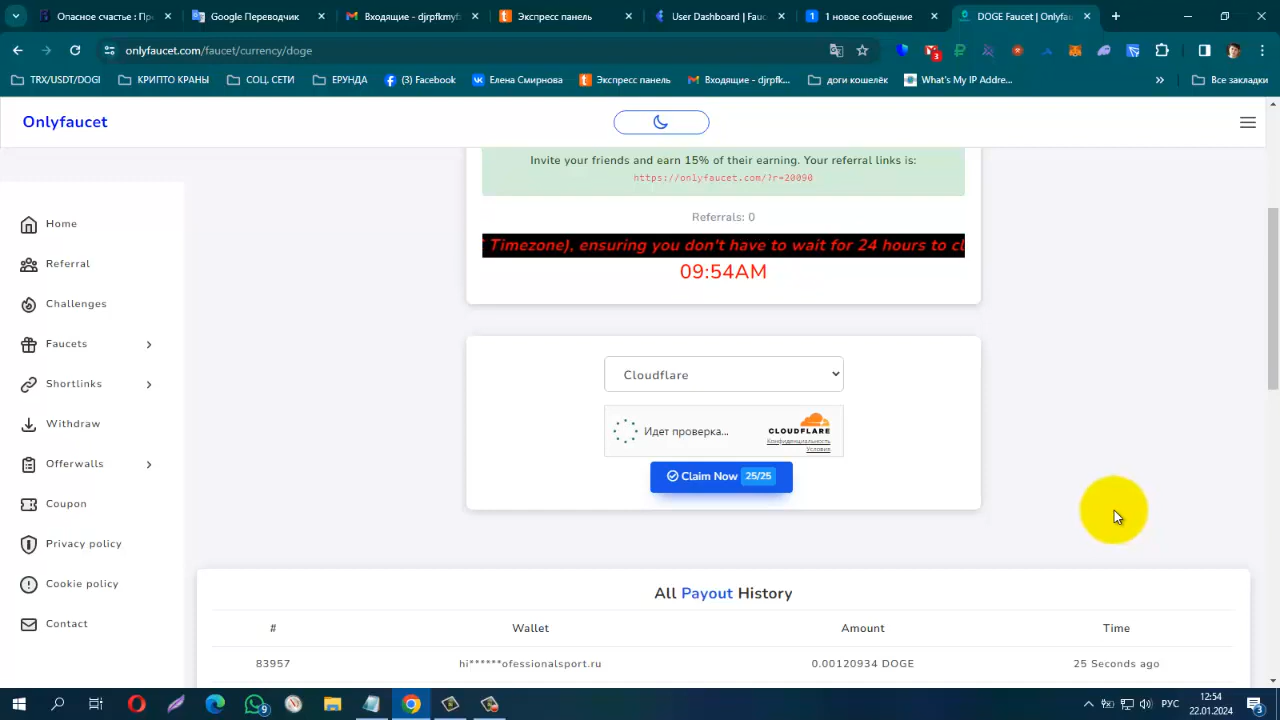 Опасное счастье : Пр
Google Переводчик
Входящие - djrpfkmyft
Экспресс панель
User Dashboard | Fauc
1 новое сообщение
DOGE Faucet | Onlyfau
onlyfaucet.com/faucet/currency/doge
3
TRX/USDT/DOGI
КРИПТО КРАНЫ
СОЦ. СЕТИ
ЕРУНДА
(3) Facebook
Елена Смирнова
Экспресс панель
Входящие - djrpfk...
доги кошелёк
What's My IP Addre...
Все закладки
Onlyfaucet
Invite your friends and earn 15% of their earning. Your referral links is:
https://onlyfaucet.com/?r=20090
Referrals: 0
Timezone), ensuring you don't have to wait for 24 hours to cl
09:54AM
Home
Referral
Challenges
Faucets
Shortlinks
Withdraw
Offerwalls
Coupon
Privacy policy
Cookie policy
Contact
Cloudflare
Идет проверка...
CLOUDFLARE
Конфиденциальность
Условия
Claim Now 25/25
All Payout History
# Wallet Amount Time
83957 hi******ofessionalsport.ru 0.00120934 DOGE 25 Seconds ago
9
РУС
12:54
22.01.2024
3